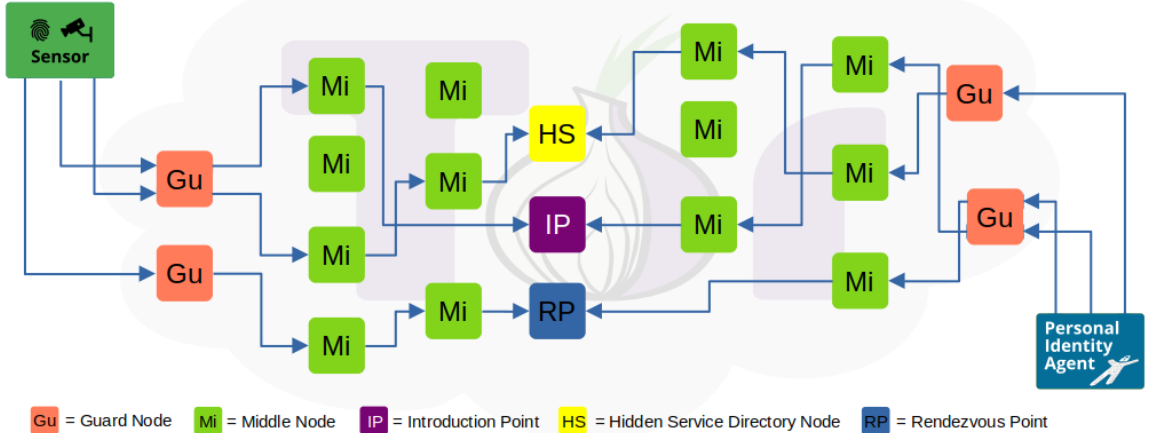 Sensor
Mi
Mi
Mi
Mi
Gu
HS
Mi
Mi
Mi
Mi
Gu
IP
Mi
Gu
Mi
Gu
Mi
Mi
RP
Mi
Personal
Identity
Agent
Gu = Guard Node
Mi = Middle Node
IP = Introduction Point
HS = Hidden Service Directory Node
RP = Rendezvous Point